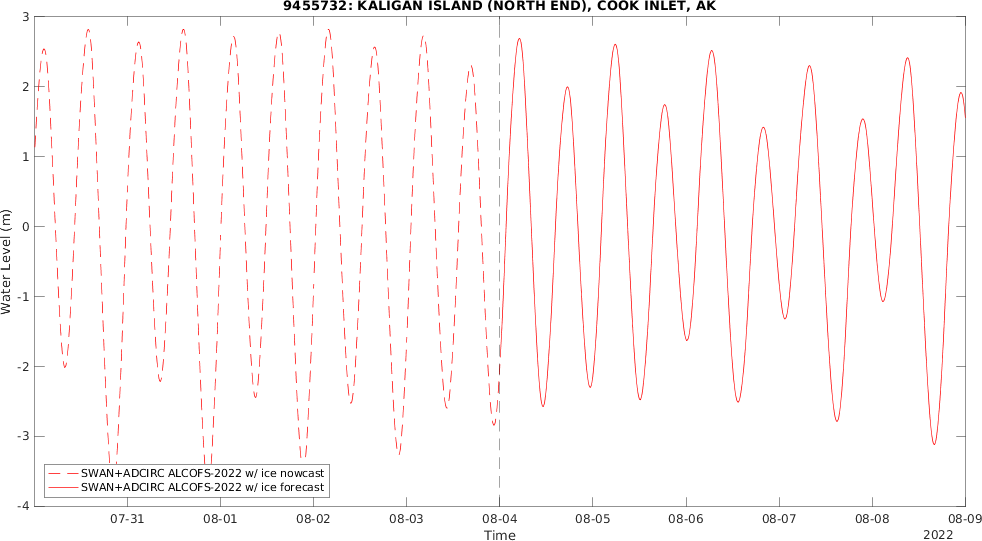 9455732: KALIGAN ISLAND (NORTH END), COOK INLET, AK
3
2
1
0
-1
-2
-3
-4
Water Level (m)
SWAN+ADCIRC ALCOFS-2022 w/ ice nowcast
SWAN+ADCIRC ALCOFS-2022 w/ ice forecast
07-31 08-01 08-02 08-03 08-04 08-05 08-06 08-07 08-08 08-09
Time
2022